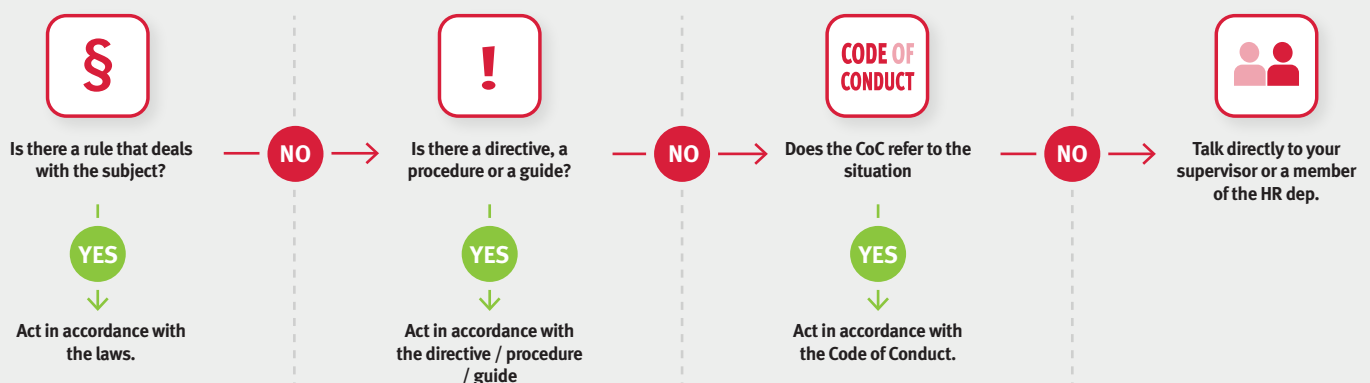 §
Is there a rule that deals
with the subject?
YES
Act in accordance with
the laws.
NO
!
Is there a directive, a
procedure or a guide?
YES
Act in accordance with
the directive / procedure
/ guide
NO
CODE OF
CONDUCT
Does the CoC refer to the
situation
YES
Act in accordance with
the Code of Conduct.
NO
Talk directly to your
supervisor or a member
of the HR dep.